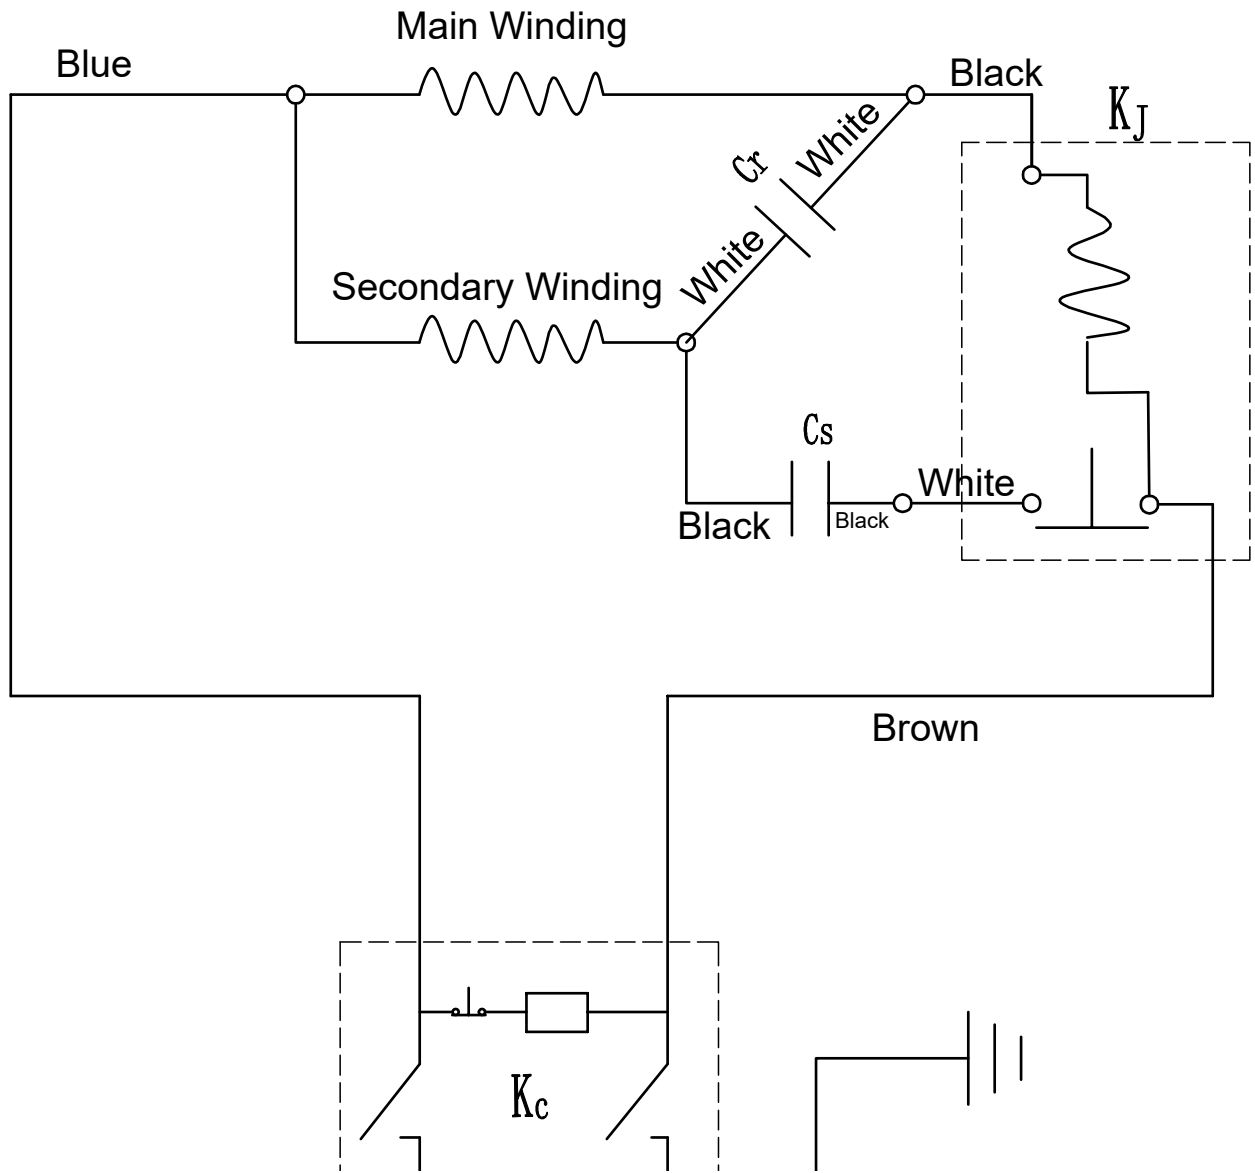 Main Winding
Blue
Black
KJ
White
Cr
White
Secondary Winding
Cs
White
Black
Black
Brown
Kc